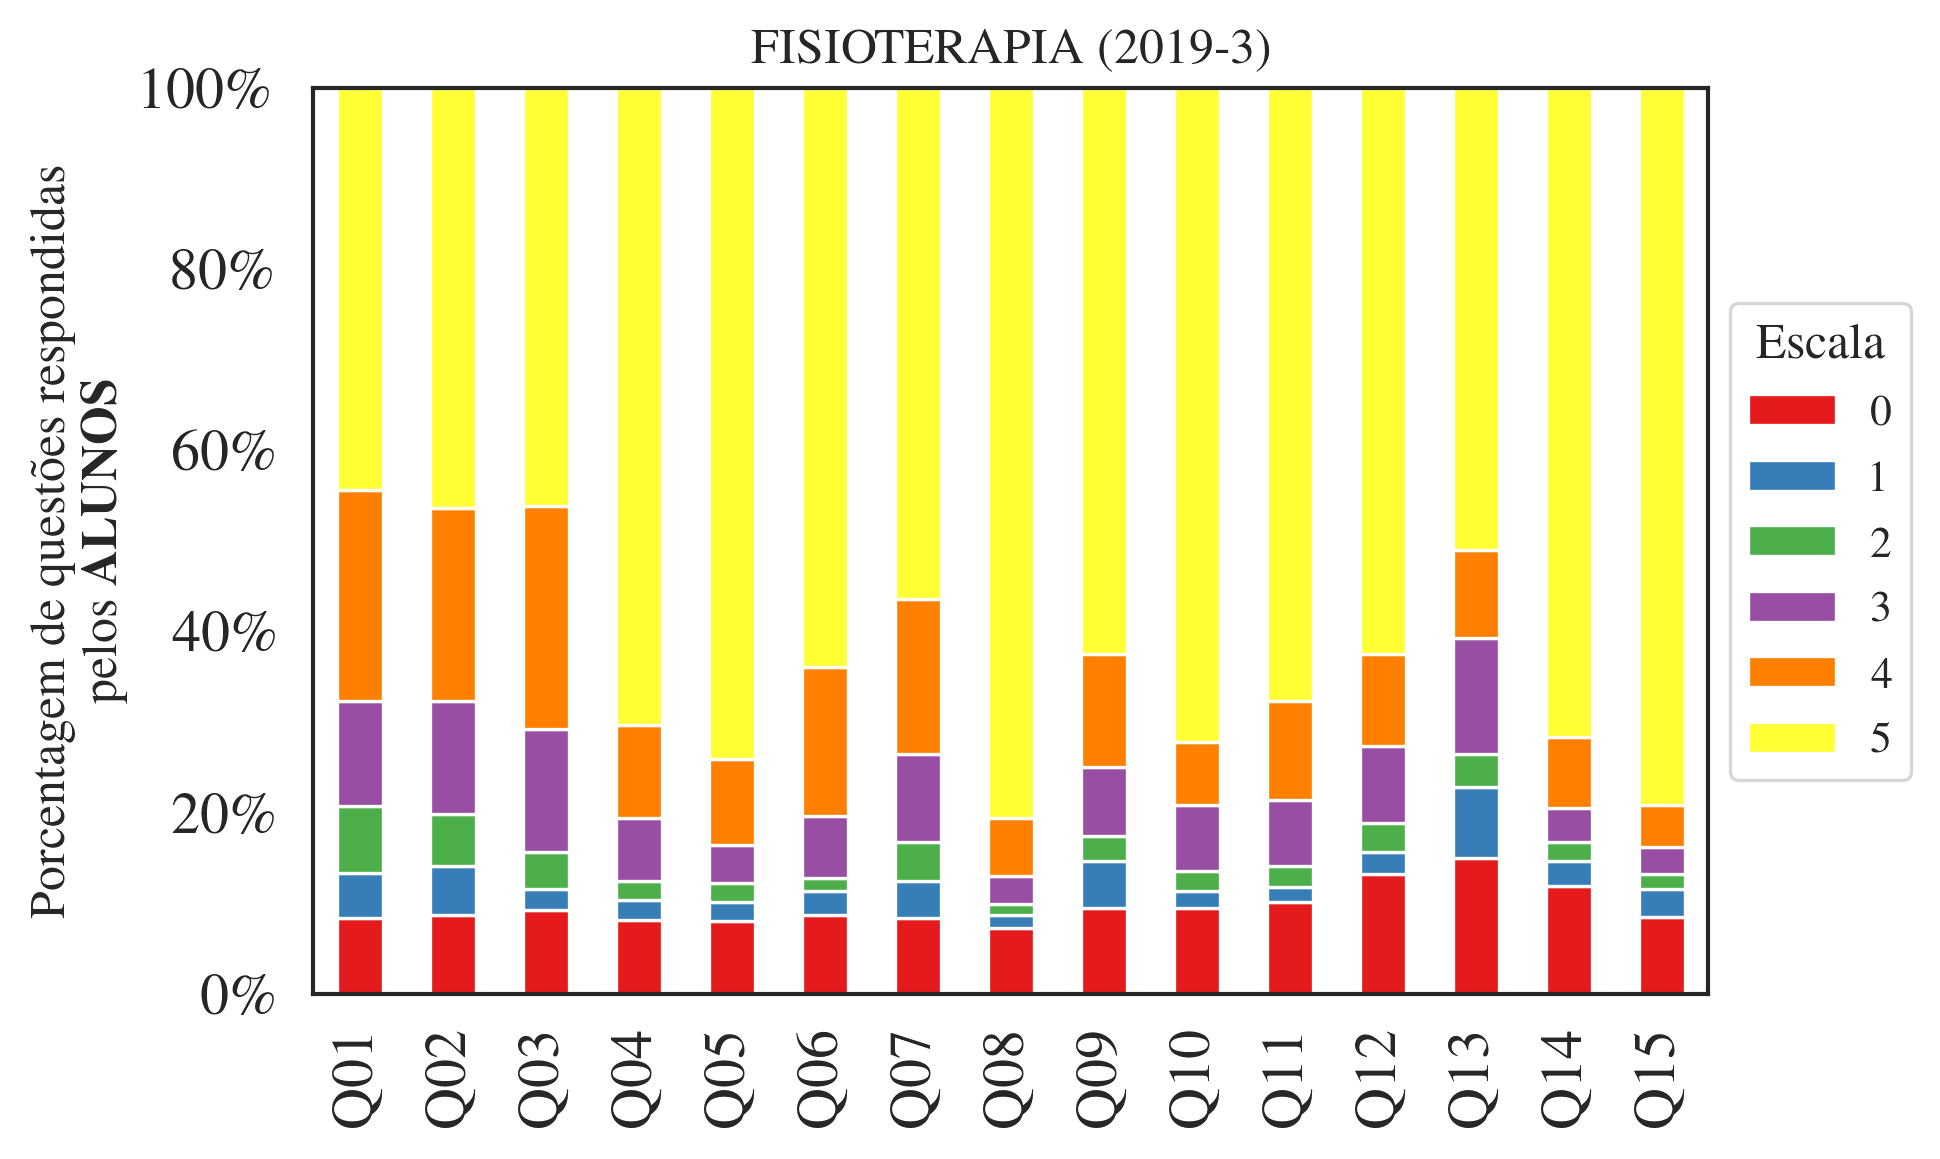 FISIOTERAPIA (2019-3)
Porcentagem de questões respondidas
pelos ALUNOS
100%
80%
60%
40%
20%
0%
Q01
Q02
Q03
Q04
Q05
Q06
Q07
Q08
Q09
Q10
Q11
Q12
Q13
Q14
Q15
Escala
0
1
2
3
4
5